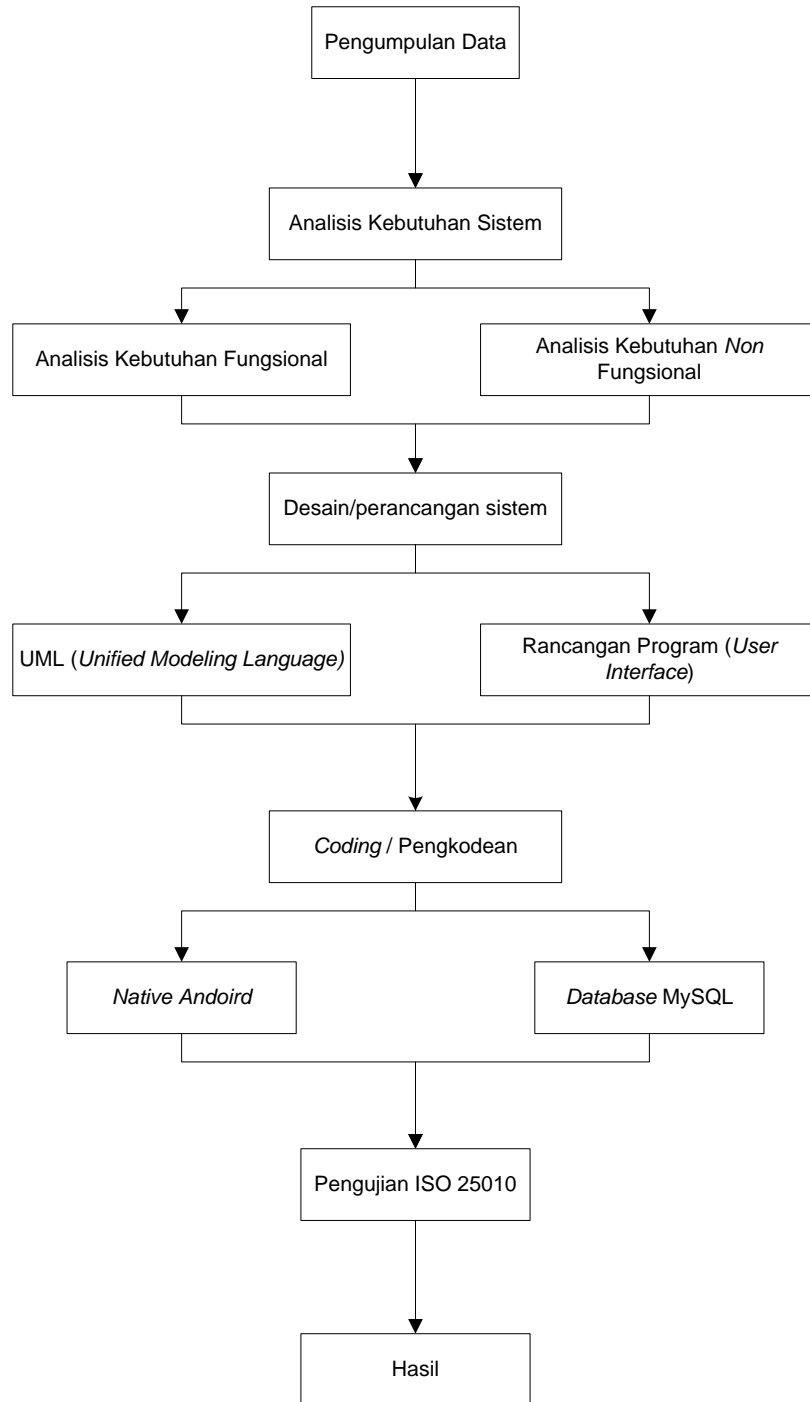 Pengumpulan Data
Analisis Kebutuhan Sistem
Analisis Kebutuhan Fungsional
Analisis Kebutuhan Non
Fungsional
Desain/perancangan sistem
UML (Unified Modeling Language)
Rancangan Program (User
Interface)
Coding / Pengkodean
Native Andoird
Database MySQL
Pengujian ISO 25010
Hasil